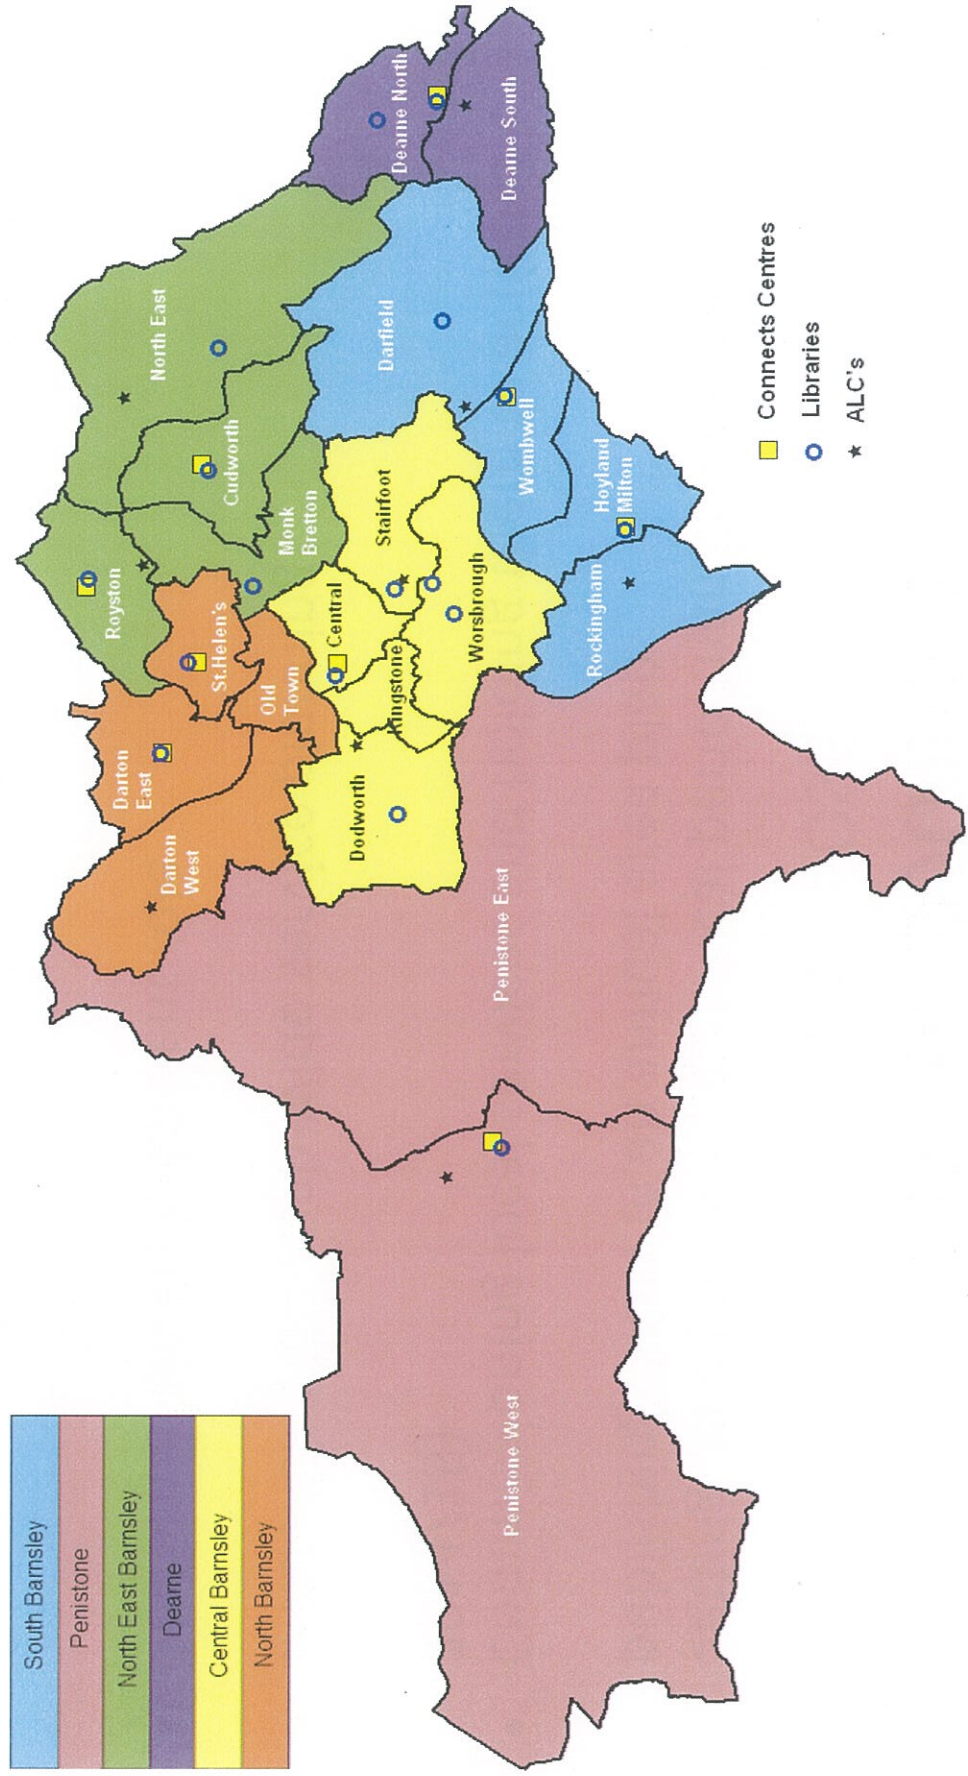 South Barnsley
Penistone
North East Barnsley
Dearne
Central Barnsley
North Barnsley
Penistone West
Penistone East
Darton
West
Darton
East
Dodworth
Old
Town
St.Helen's
Kingstone
Central
Royston
Monk
Bretton
Worsbrough
Stairfoot
Cudworth
North East
Rockingham
Hoyland
Milton
Wombwell
Darfield
Dearne North
Dearne South
Connects Centres
Libraries
ALC's